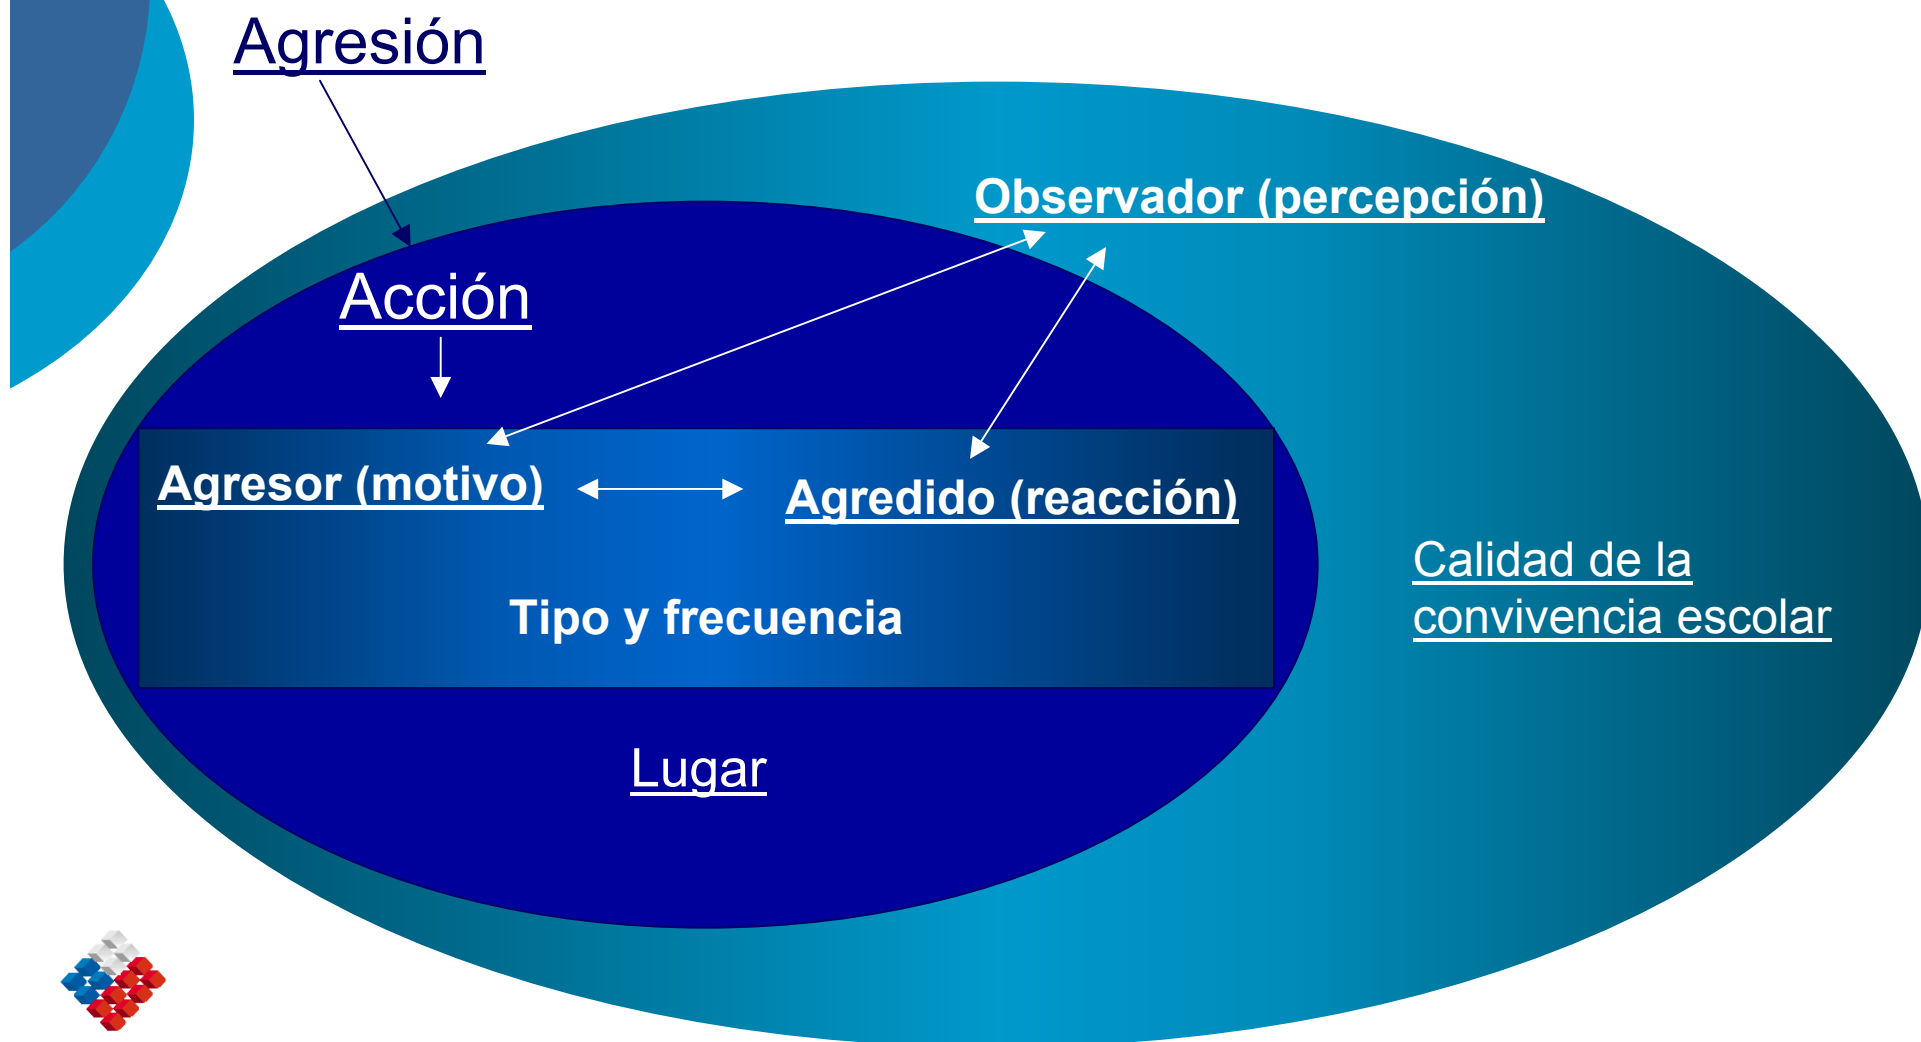 Agresión
Observador (percepción)
Acción
Agresor (motivo)
Agredido (reacción)
Calidad de la
convivencia escolar
Tipo y frecuencia
Lugar